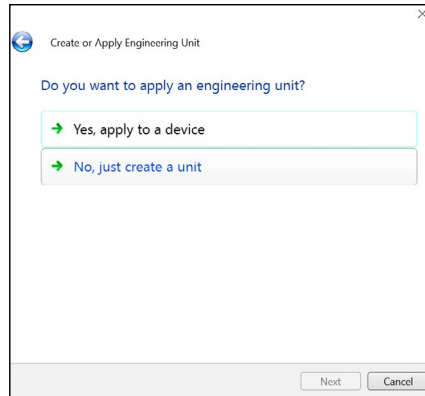 Create or Apply Engineering Unit
Do you want to apply an engineering unit?
Yes, apply to a device
No, just create a unit
Next
Cancel